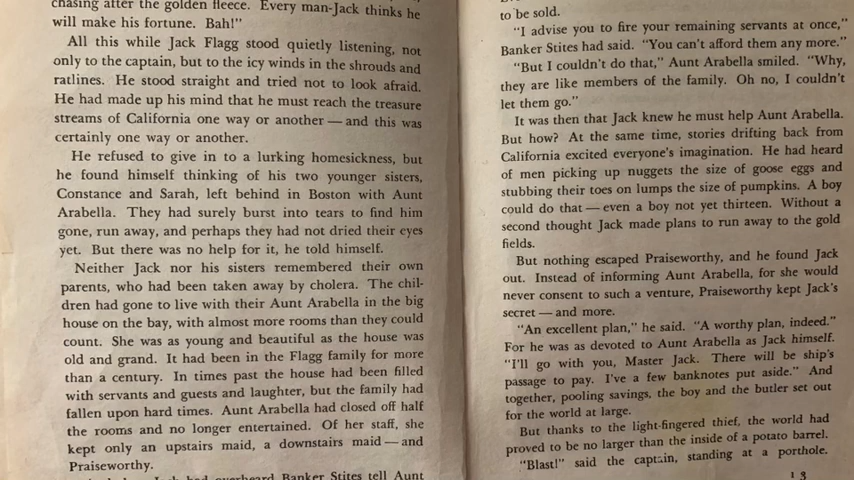 chasing after the golden fleece. Every man-Jack thinks he
will make his fortune. Bah!"
All this while Jack Flagg stood quietly listening, not
only to the captain, but to the icy winds in the shrouds and
ratlines. He stood straight and tried not to look afraid.
He had made up his mind that he must reach the treasure
streams of California one way or another — and this was
certainly one way or another.
He refused to give in to a lurking homesickness, but
he found himself thinking of his two younger sisters,
Constance and Sarah, left behind in Boston with Aunt
Arabella. They had surely burst into tears to find him
gone, run away, and perhaps they had not dried their eyes
yet. But there was no help for it, he told himself.
Neither Jack nor his sisters remembered their own
parents, who had been taken away by cholera. The chil-
dren had gone to live with their Aunt Arabella in the big
house on the bay, with almost more rooms than they could
count. She was as young and beautiful as the house was
old and grand. It had been in the Flagg family for more
than a century. In times past the house had been filled
with servants and guests and laughter, but the family had
fallen upon hard times. Aunt Arabella had closed off half
the rooms and no longer entertained. Of her staff, she
kept only an upstairs maid, a downstairs maid — and
Praiseworthy.
Jack had overheard Banker Stites tell Aunt
to be sold.
"I advise you to fire your remaining servants at once,"
Banker Stites had said. "You can't afford them any more."
"But I couldn't do that," Aunt Arabella smiled. "Why,
they are like members of the family. Oh no, I couldn't
let them go."
It was then that Jack knew he must help Aunt Arabella.
But how? At the same time, stories drifting back from
California excited everyone's imagination. He had heard
of men picking up nuggets the size of goose eggs and
stubbing their toes on lumps the size of pumpkins. A boy
could do that — even a boy not yet thirteen. Without a
second thought Jack made plans to run away to the gold
fields.
But nothing escaped Praiseworthy, and he found Jack
out. Instead of informing Aunt Arabella, for she would
never consent to such a venture, Praiseworthy kept Jack's
secret — and more.
"An excellent plan," he said. "A worthy plan, indeed."
For he was as devoted to Aunt Arabella as Jack himself.
"I'll go with you, Master Jack. There will be ship's
passage to pay. I've a few banknotes put aside." And
together, pooling savings, the boy and the butler set out
for the world at large.
But thanks to the light-fingered thief, the world had
proved to be no larger than the inside of a potato barrel.
"Blast!" said the captain, standing at a porthole.
13